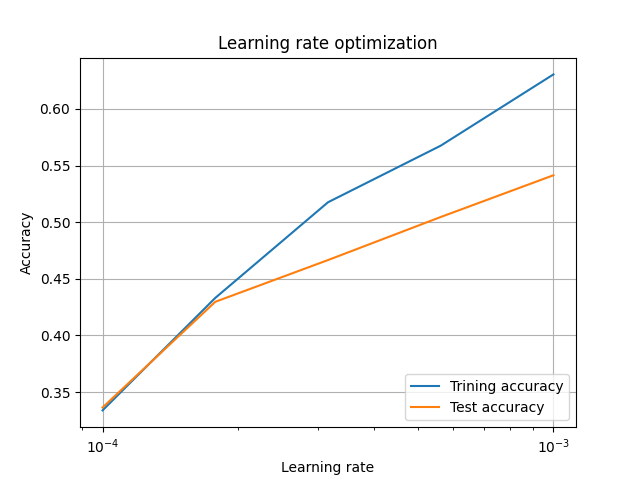 Learning rate optimization
0.60
0.55
0.50
0.45
0.40
0.35
Accuracy
Trining accuracy
Test accuracy
10⁻⁴
10⁻³
Learning rate